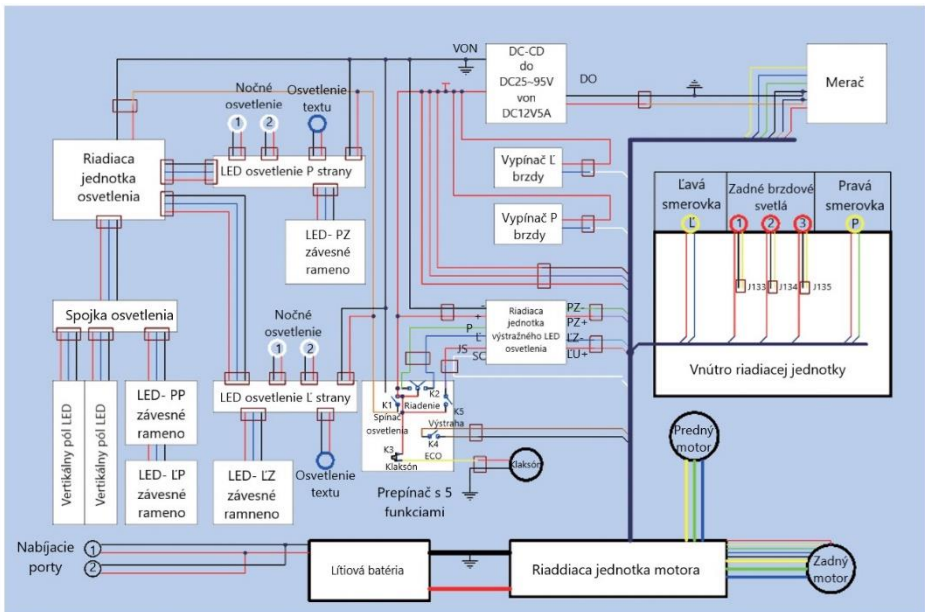 VON
DC-CD
do
DC25~95V
von
DC12V5A
DO
Merač
Nočné
osvetlenie
1
2
Osvetlenie
textu
Riadiaca
jednotka
osvetlenia
LED osvetlenie P strany
LED- PZ
závesné
rameno
Vypínač Ľ
brzdy
Vypínač P
brzdy
Ľavá
smerovka
Ľ
Zadné brzdové
svetlá
1
2
3
Pravá
smerovka
P
J133
J134
J135
Vnútro riadiacej jednotky
Spojka osvetlenia
Vertikálny pól LED
Vertikálny pól LED
LED- PP
závesné
rameno
LED- ĽP
závesné
rameno
Nočné
osvetlenie
1
2
LED osvetlenie Ľ strany
LED- ĽZ
závesné
ramneno
Osvetlenie
textu
-
+
P
Ľ
JS
SC
Riadiaca
jednotka
výstražného LED
osvetlenia
PZ-
PZ+
ĽZ-
ĽU+
K1
K2
Riadenie
K5
Spínač
osvetlenia
Výstraha
K4
K3
ECO
Klaksón
Klaksón
Prepínač s 5
funkciami
Predný
motor
Nabíjacie
porty
1
2
Lítiová batéria
Riaddiaca jednotka motora
Zadný
motor